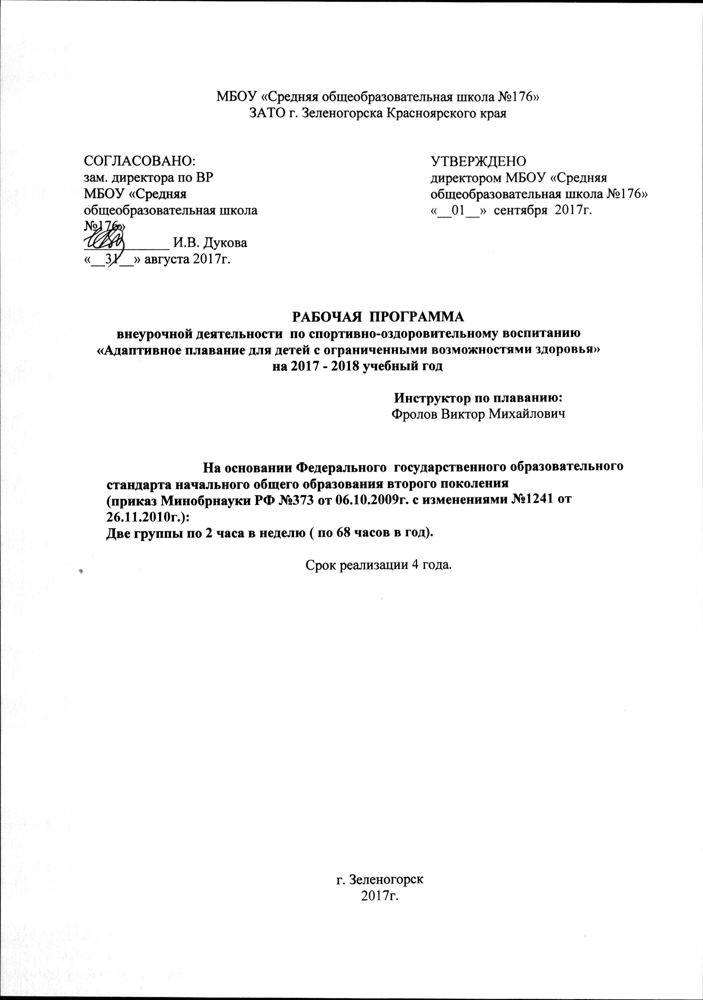 МБОУ «Средняя общеобразовательная школа №176»
ЗАТО г. Зеленогорска Красноярского края
СОГЛАСОВАНО:
зам. директора по ВР
МБОУ «Средняя
общеобразовательная школа
№176»
____________ И.В. Дукова
«__31__» августа 2017г.
УТВЕРЖДЕНО
директором МБОУ «Средняя
общеобразовательная школа №176»
«__01__» сентября 2017г.
РАБОЧАЯ ПРОГРАММА
внеурочной деятельности по спортивно-оздоровительному воспитанию
«Адаптивное плавание для детей с ограниченными возможностями здоровья»
на 2017 - 2018 учебный год
Инструктор по плаванию:
Фролов Виктор Михайлович
На основании Федерального государственного образовательного
стандарта начального общего образования второго поколения
(приказ Минобрнауки РФ №373 от 06.10.2009г. с изменениями №1241 от
26.11.2010г.):
Две группы по 2 часа в неделю ( по 68 часов в год).
Срок реализации 4 года.
г. Зеленогорск
2017г.